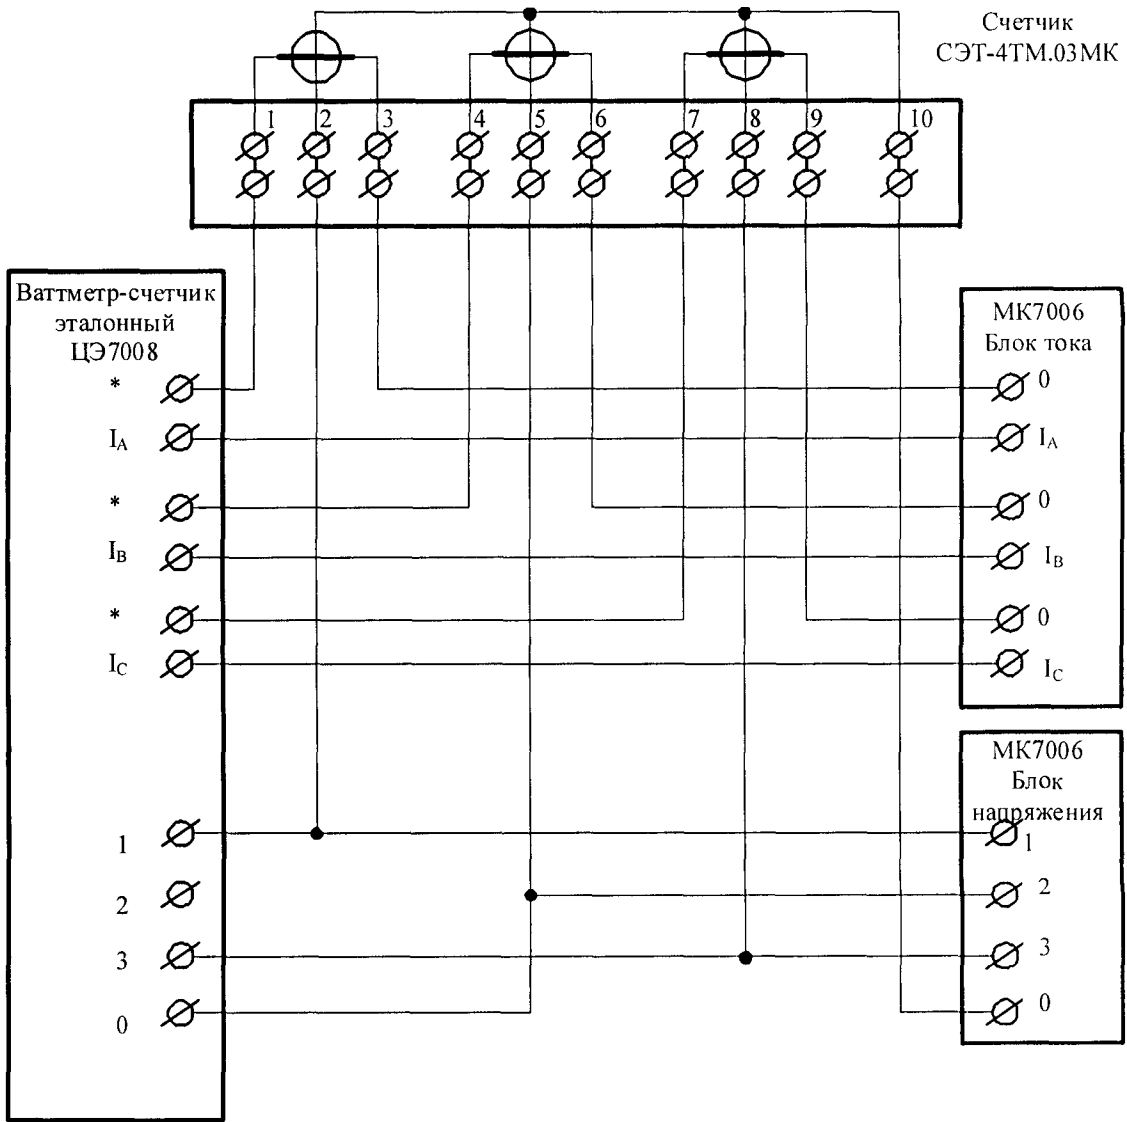 Счетчик
СЭТ-4ТМ.03МК
1 2 3 4 5 6 7 8 9 10
Ваттметр-счетчик
эталонный
ЦЭ7008
*
IA
*
IB
*
IC
1
2
3
0
МК7006
Блок тока
0
IA
0
IB
0
IC
МК7006
Блок
напряжения
1
2
3
0